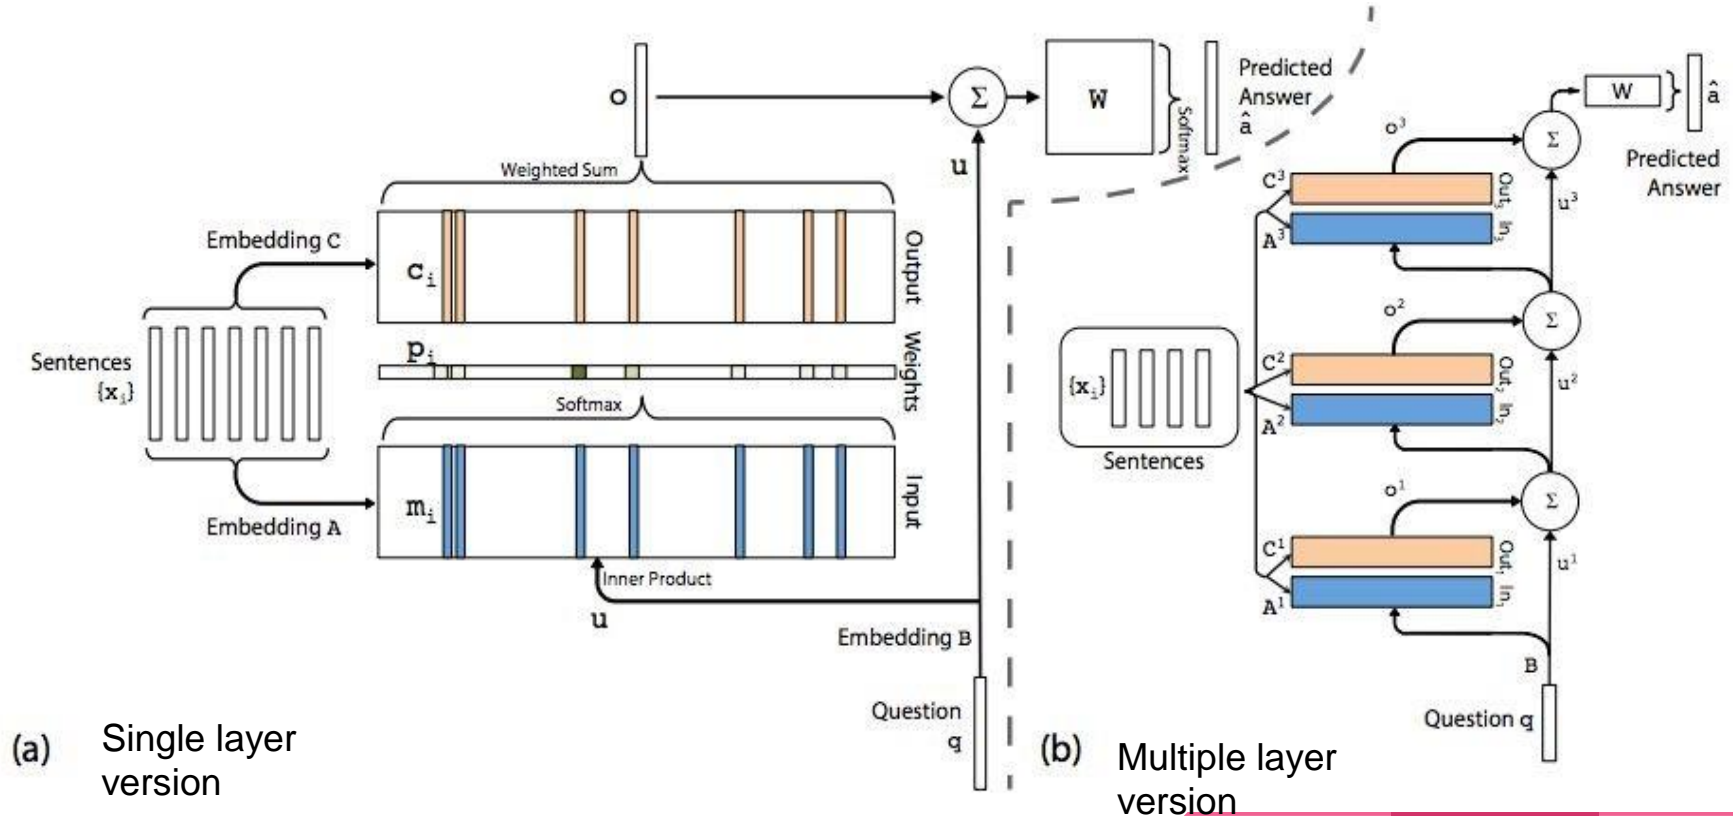 o
Weighted Sum
Σ
u
W
Softmax
Predicted
Answer
â
Embedding C
c_i
Output
Sentences
{x_i}
p_i
Weights
Softmax
Embedding A
m_i
Input
Inner Product
u
Embedding B
Question
q
(a)
Single layer
version
W
â
Predicted
Answer
o³
Σ
C³
Out₃
A³
In₃
u³
o²
Σ
C²
Out₂
A²
In₂
u²
{x_i}
Sentences
o¹
Σ
C¹
Out₁
A¹
In₁
u¹
B
Question q
(b)
Multiple layer
version